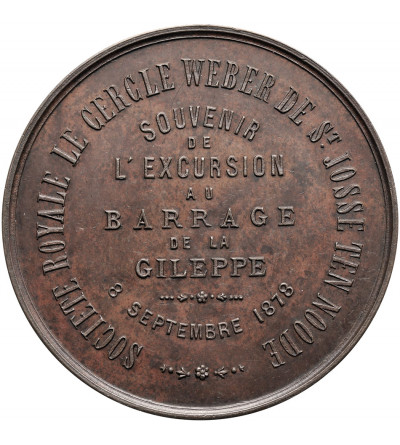 SOCIETE ROYALE LE CERCLE WEBER DE ST JOSSE TEN NOODE
SOUVENIR
DE
L'EXCURSION
AU
BARRAGE
DE LA
GILEPPE
8 SEPTEMBRE 1878